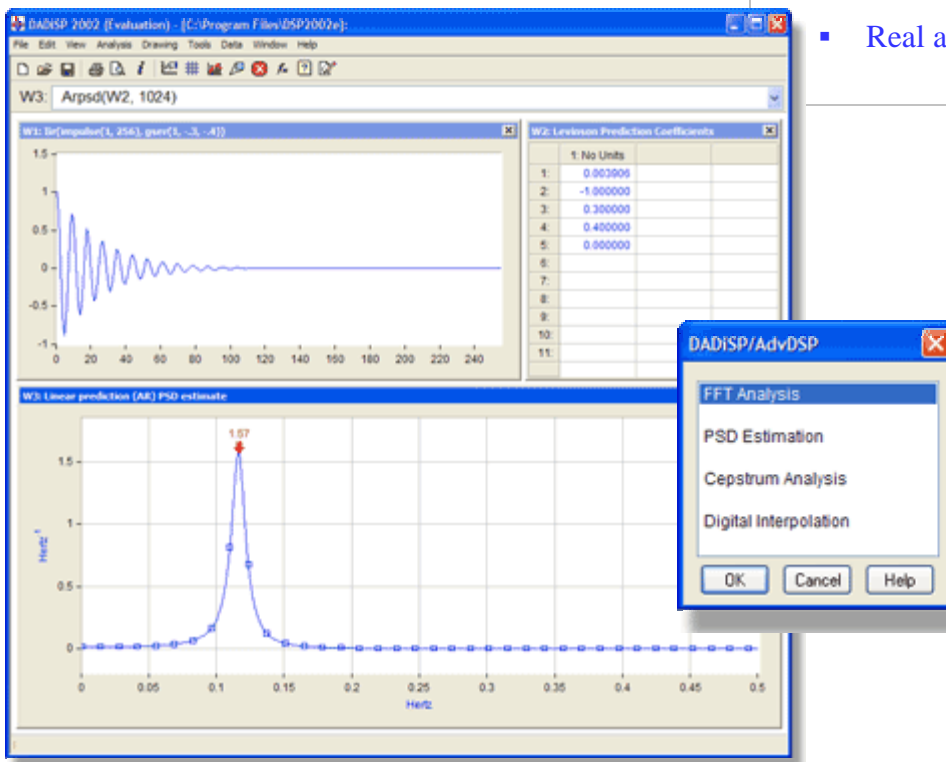 DADiSP 2002 (Evaluation) - [C:\Program Files\DSP2002e]:
File Edit View Analysis Drawing Tools Data Window Help
W3: Arpsd(W2, 1024)
W1: Iir(impulse(1, 256), gser(1, -.3, -.4))
1.5
1
0.5
0
-0.5
-1
0 20 40 60 80 100 120 140 160 180 200 220 240
W2: Levinson Prediction Coefficients
1: No Units
1: 0.003906
2: -1.000000
3: 0.300000
4: 0.400000
5: 0.000000
6:
7:
8:
9:
10:
11:
W3: Linear prediction (AR) PSD estimate
1.57
1.5
1
0.5
0
Hertz
0 0.05 0.1 0.15 0.2 0.25 0.3 0.35 0.4 0.45 0.5
Hertz
DADiSP/AdvDSP
FFT Analysis
PSD Estimation
Cepstrum Analysis
Digital Interpolation
OK Cancel Help
▪ Real a